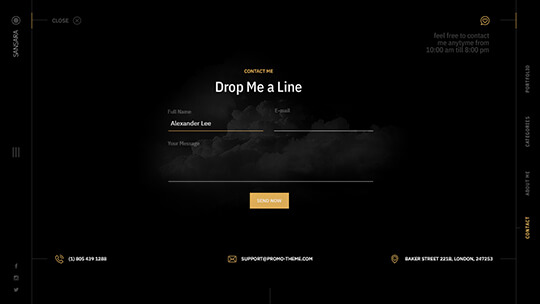 SANSARA
CLOSE
feel free to contact
me anytyme from
10:00 am till 8:00 pm
CONTACT ME
Drop Me a Line
Full Name
E-mail
Alexander Lee
Your Message
SEND NOW
PORTFOLIO
CATEGORIES
ABOUT ME
CONTACT
(1) 805 439 1288
SUPPORT@PROMO-THEME.COM
BAKER STREET 221B, LONDON, 247253